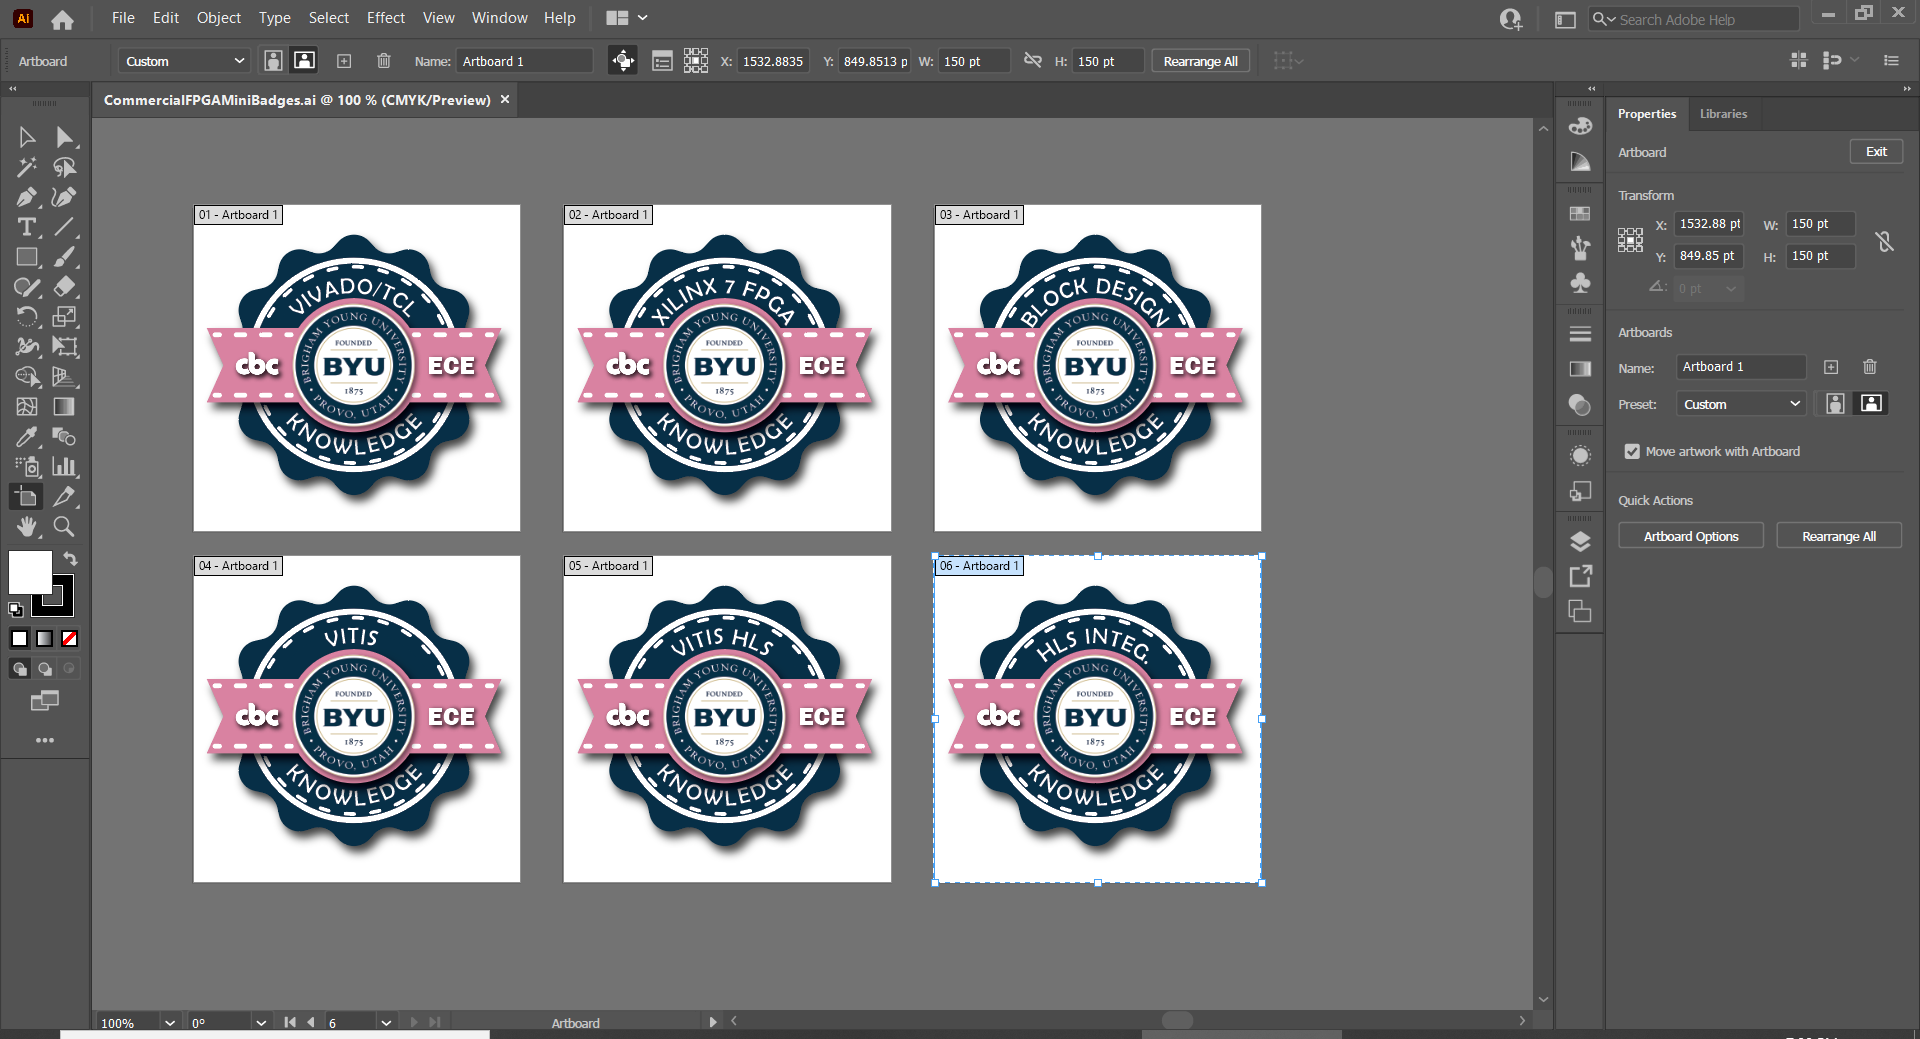 Ai File Edit Object Type Select Effect View Window Help Search Adobe Help
Artboard Custom Name: Artboard 1 X: 1532.8835 Y: 849.8513 p W: 150 pt H: 150 pt Rearrange All
CommercialFPGAMiniBadges.ai @ 100 % (CMYK/Preview) ×
Properties Libraries
Artboard Exit
Transform
X: 1532.88 pt W: 150 pt
Y: 849.85 pt H: 150 pt
0 pt
Artboards
Name: Artboard 1
Preset: Custom
Move artwork with Artboard
Quick Actions
Artboard Options Rearrange All
01 - Artboard 1
VIVADO/TCL
BRIGHAM YOUNG UNIVERSITY
FOUNDED
cbc BYU ECE
1875
PROVO, UTAH
KNOWLEDGE
02 - Artboard 1
XILINX 7 FPGA
BRIGHAM YOUNG UNIVERSITY
FOUNDED
cbc BYU ECE
1875
PROVO, UTAH
KNOWLEDGE
03 - Artboard 1
BLOCK DESIGN
BRIGHAM YOUNG UNIVERSITY
FOUNDED
cbc BYU ECE
1875
PROVO, UTAH
KNOWLEDGE
04 - Artboard 1
VITIS
BRIGHAM YOUNG UNIVERSITY
FOUNDED
cbc BYU ECE
1875
PROVO, UTAH
KNOWLEDGE
05 - Artboard 1
VITIS HLS
BRIGHAM YOUNG UNIVERSITY
FOUNDED
cbc BYU ECE
1875
PROVO, UTAH
KNOWLEDGE
06 - Artboard 1
HLS INTEG.
BRIGHAM YOUNG UNIVERSITY
FOUNDED
cbc BYU ECE
1875
PROVO, UTAH
KNOWLEDGE
100% 0° 6 Artboard